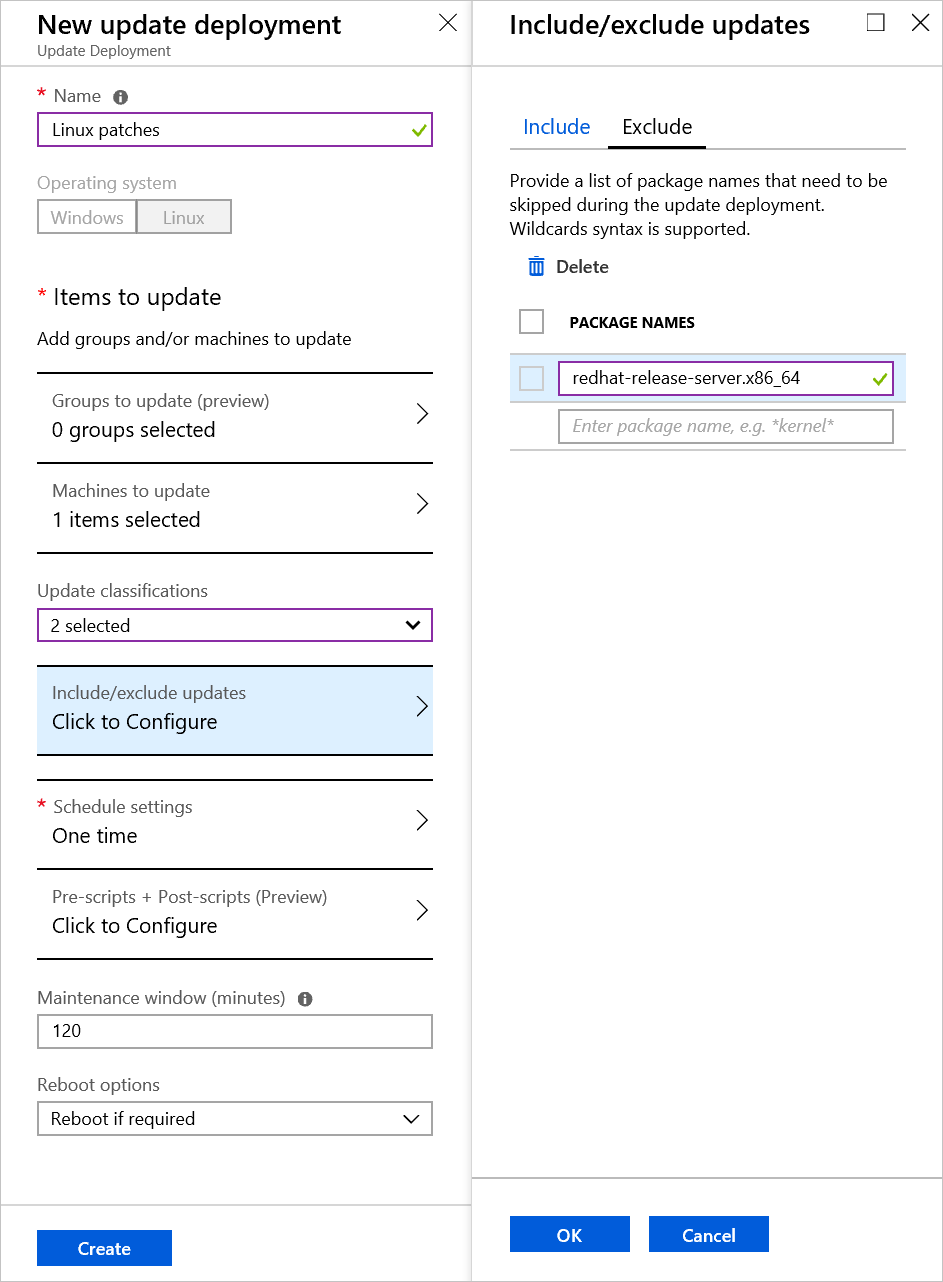 New update deployment
Update Deployment
* Name
Linux patches
Operating system
Windows Linux
* Items to update
Add groups and/or machines to update
Groups to update (preview)
0 groups selected
Machines to update
1 items selected
Update classifications
2 selected
Include/exclude updates
Click to Configure
* Schedule settings
One time
Pre-scripts + Post-scripts (Preview)
Click to Configure
Maintenance window (minutes)
120
Reboot options
Reboot if required
Create
Include/exclude updates
Include Exclude
Provide a list of package names that need to be
skipped during the update deployment.
Wildcards syntax is supported.
Delete
PACKAGE NAMES
redhat-release-server.x86_64
Enter package name, e.g. *kernel*
OK Cancel